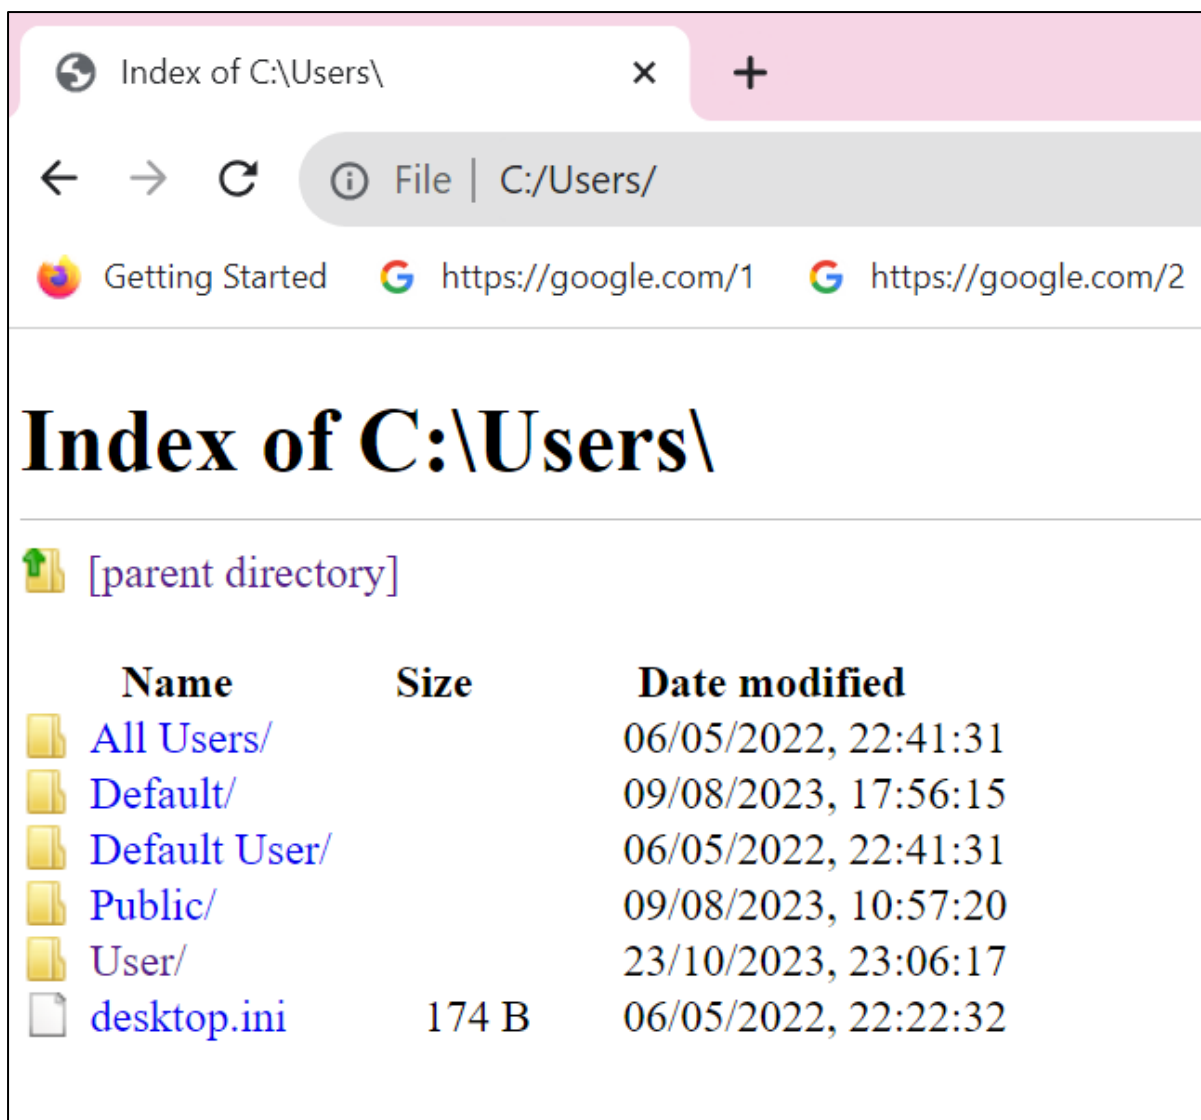 Index of C:\Users\
File | C:/Users/
Getting Started https://google.com/1 https://google.com/2
Index of C:\Users\
[parent directory]
Name Size Date modified
All Users/ 06/05/2022, 22:41:31
Default/ 09/08/2023, 17:56:15
Default User/ 06/05/2022, 22:41:31
Public/ 09/08/2023, 10:57:20
User/ 23/10/2023, 23:06:17
desktop.ini 174 B 06/05/2022, 22:22:32